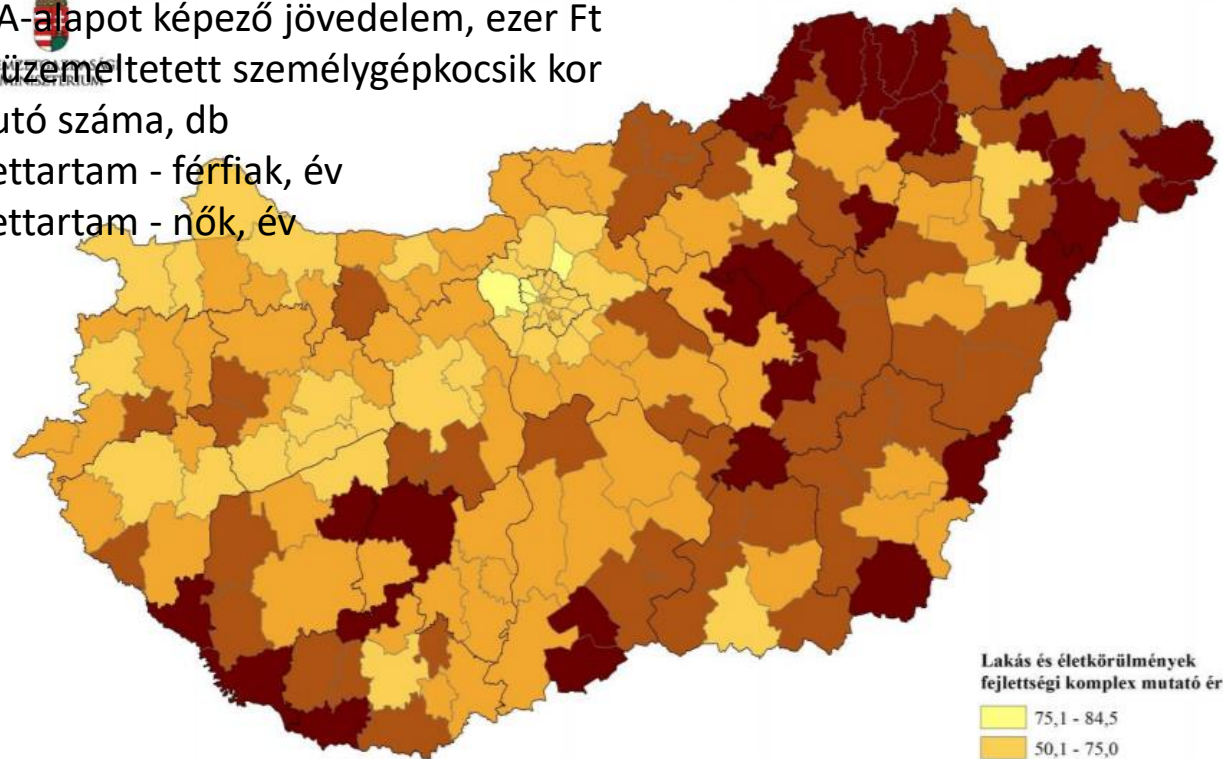 A-alapot képező jövedelem, ezer Ft
üzemeltetett személygépkocsik kor
utó száma, db
ettartam - férfiak, év
ettartam - nők, év
Lakás és életkörülmények
fejlettségi komplex mutató ér
75,1 - 84,5
50,1 - 75,0